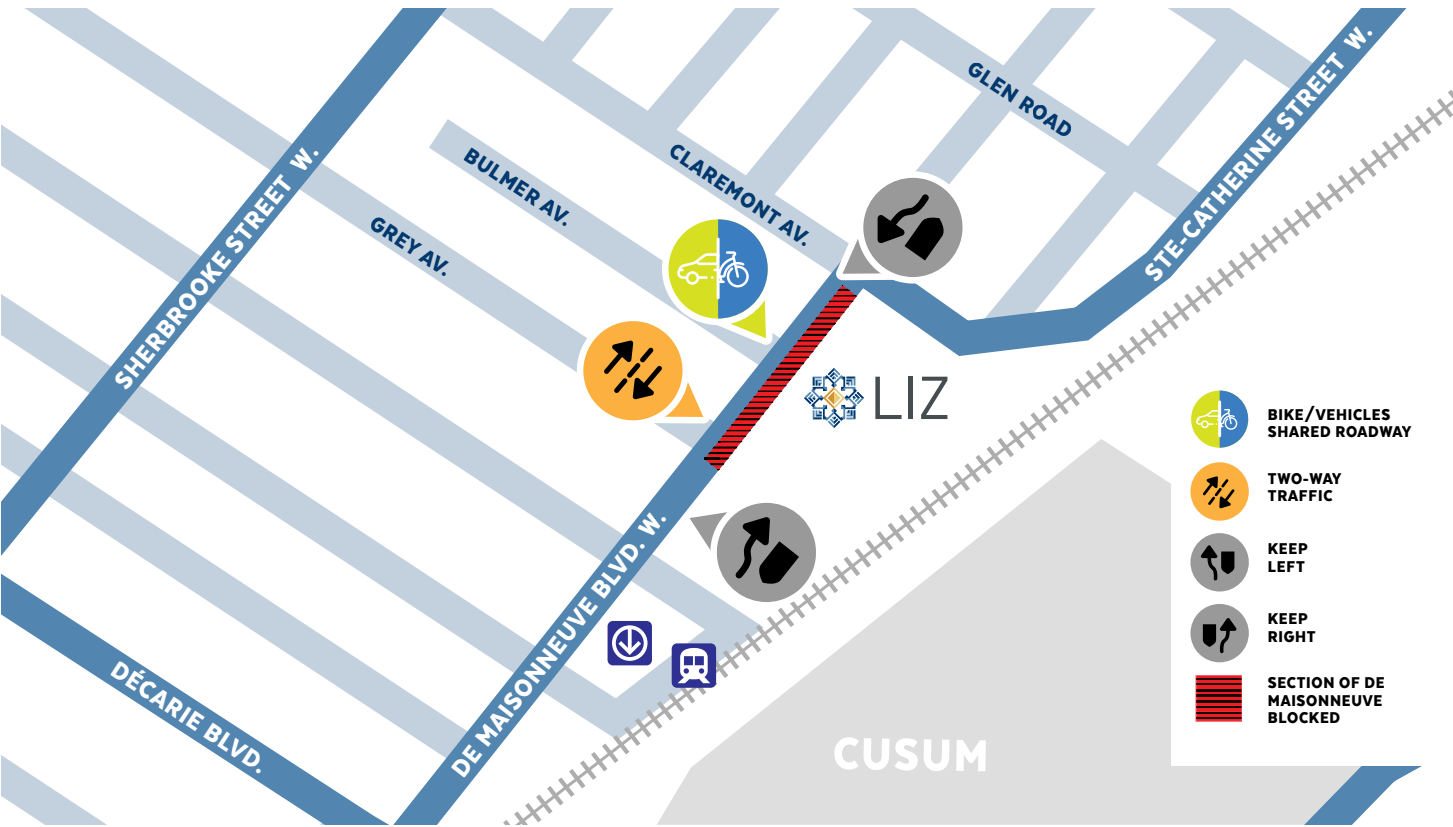 GLEN ROAD
STE-CATHERINE STREET W.
CLAREMONT AV.
BULMER AV.
GREY AV.
SHERBROOKE STREET W.
LIZ
DE MAISONNEUVE BLVD. W.
DÉCARIE BLVD.
CUSUM
BIKE/VEHICLES
SHARED ROADWAY
TWO-WAY
TRAFFIC
KEEP
LEFT
KEEP
RIGHT
SECTION OF DE
MAISONNEUVE
BLOCKED